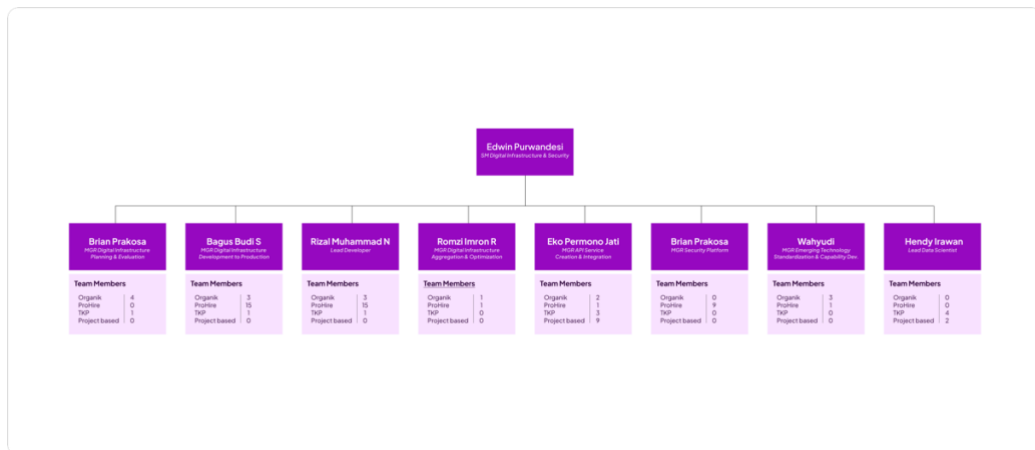 Edwin Purwandesi
SM Digital Infrastructure & Security
Brian Prakosa
MGR Digital Infrastructure
Planning & Evaluation
Team Members
Organik 4
ProHire 0
TKP 1
Project based 0
Bagus Budi S
MGR Digital Infrastructure
Development to Production
Team Members
Organik 3
ProHire 15
TKP 1
Project based 0
Rizal Muhammad N
Lead Developer
Team Members
Organik 3
ProHire 15
TKP 1
Project based 0
Romzi Imron R
MGR Digital Infrastructure
Aggregation & Optimization
Team Members
Organik 1
ProHire 1
TKP 0
Project based 0
Eko Permono Jati
MGR API Service
Creation & Integration
Team Members
Organik 2
ProHire 1
TKP 3
Project based 9
Brian Prakosa
MGR Security Platform
Team Members
Organik 0
ProHire 9
TKP 0
Project based 0
Wahyudi
MGR Emerging Technology
Standardization & Capability Dev
Team Members
Organik 3
ProHire 1
TKP 0
Project based 0
Hendy Irawan
Lead Data Scientist
Team Members
Organik 0
ProHire 0
TKP 4
Project based 2